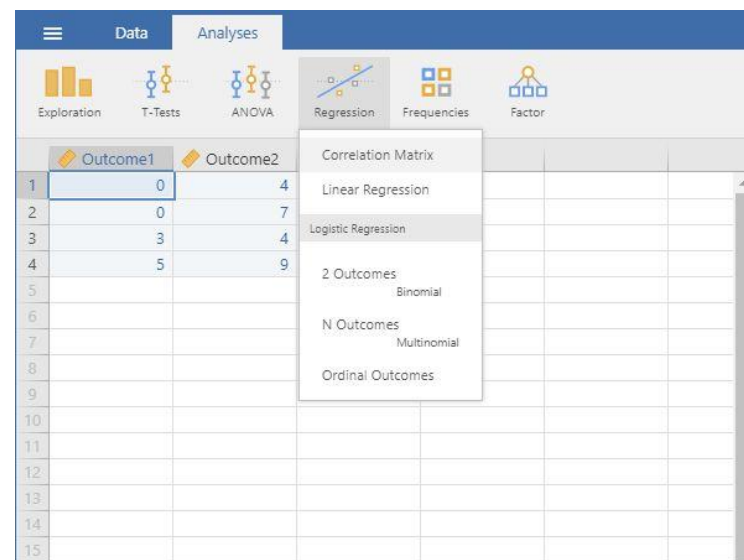 Data Analyses
Exploration T-Tests ANOVA Regression Frequencies Factor
Outcome1 Outcome2
Correlation Matrix
Linear Regression
Logistic Regression
2 Outcomes
Binomial
N Outcomes
Multinomial
Ordinal Outcomes
1 0 4
2 0 7
3 3 4
4 5 9
5
6
7
8
9
10
11
12
13
14
15